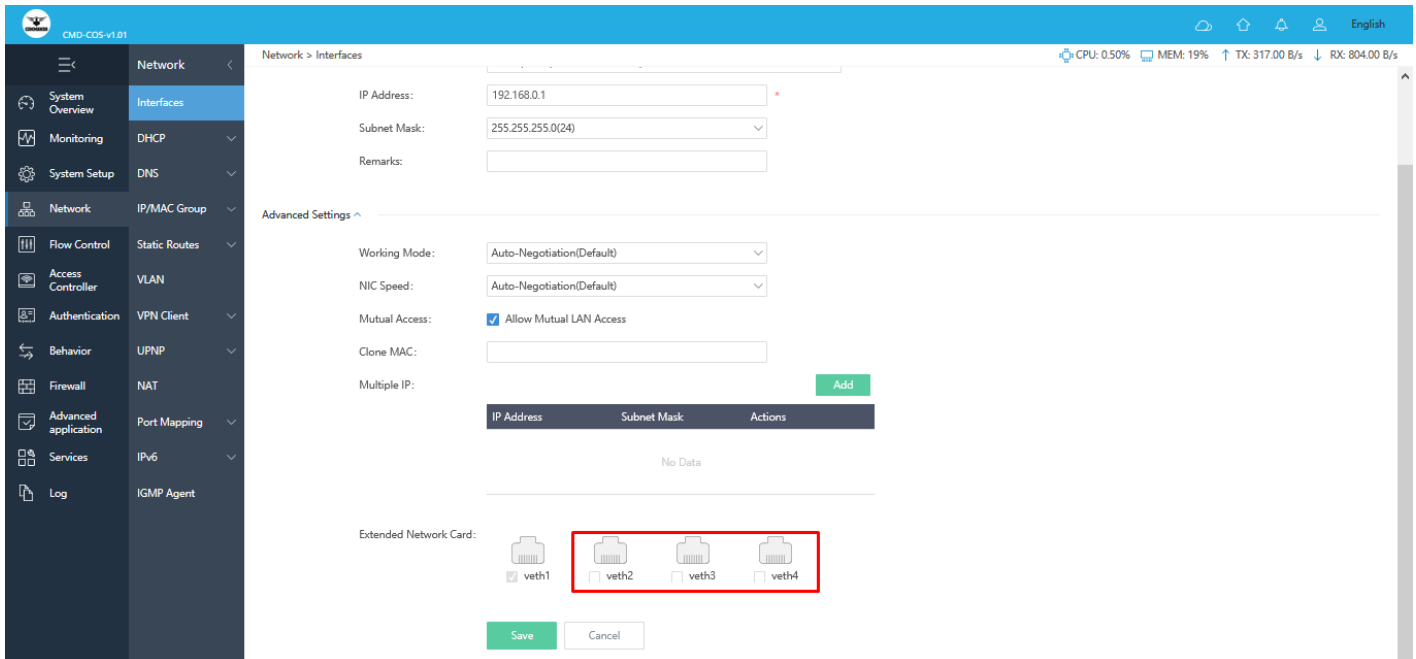 COMMANDO
CMD-COS-v1.01
English
Network
Network > Interfaces
CPU: 0.50% MEM: 19% ↑ TX: 317.00 B/s ↓ RX: 804.00 B/s
System Overview
Monitoring
System Setup
Network
Flow Control
Access Controller
Authentication
Behavior
Firewall
Advanced application
Services
Log
Interfaces
DHCP
DNS
IP/MAC Group
Static Routes
VLAN
VPN Client
UPNP
NAT
Port Mapping
IPv6
IGMP Agent
IP Address: 192.168.0.1 *
Subnet Mask: 255.255.255.0(24)
Remarks:
Advanced Settings
Working Mode: Auto-Negotiation(Default)
NIC Speed: Auto-Negotiation(Default)
Mutual Access: Allow Mutual LAN Access
Clone MAC:
Multiple IP: Add
IP Address Subnet Mask Actions
No Data
Extended Network Card:
veth1 veth2 veth3 veth4
Save Cancel